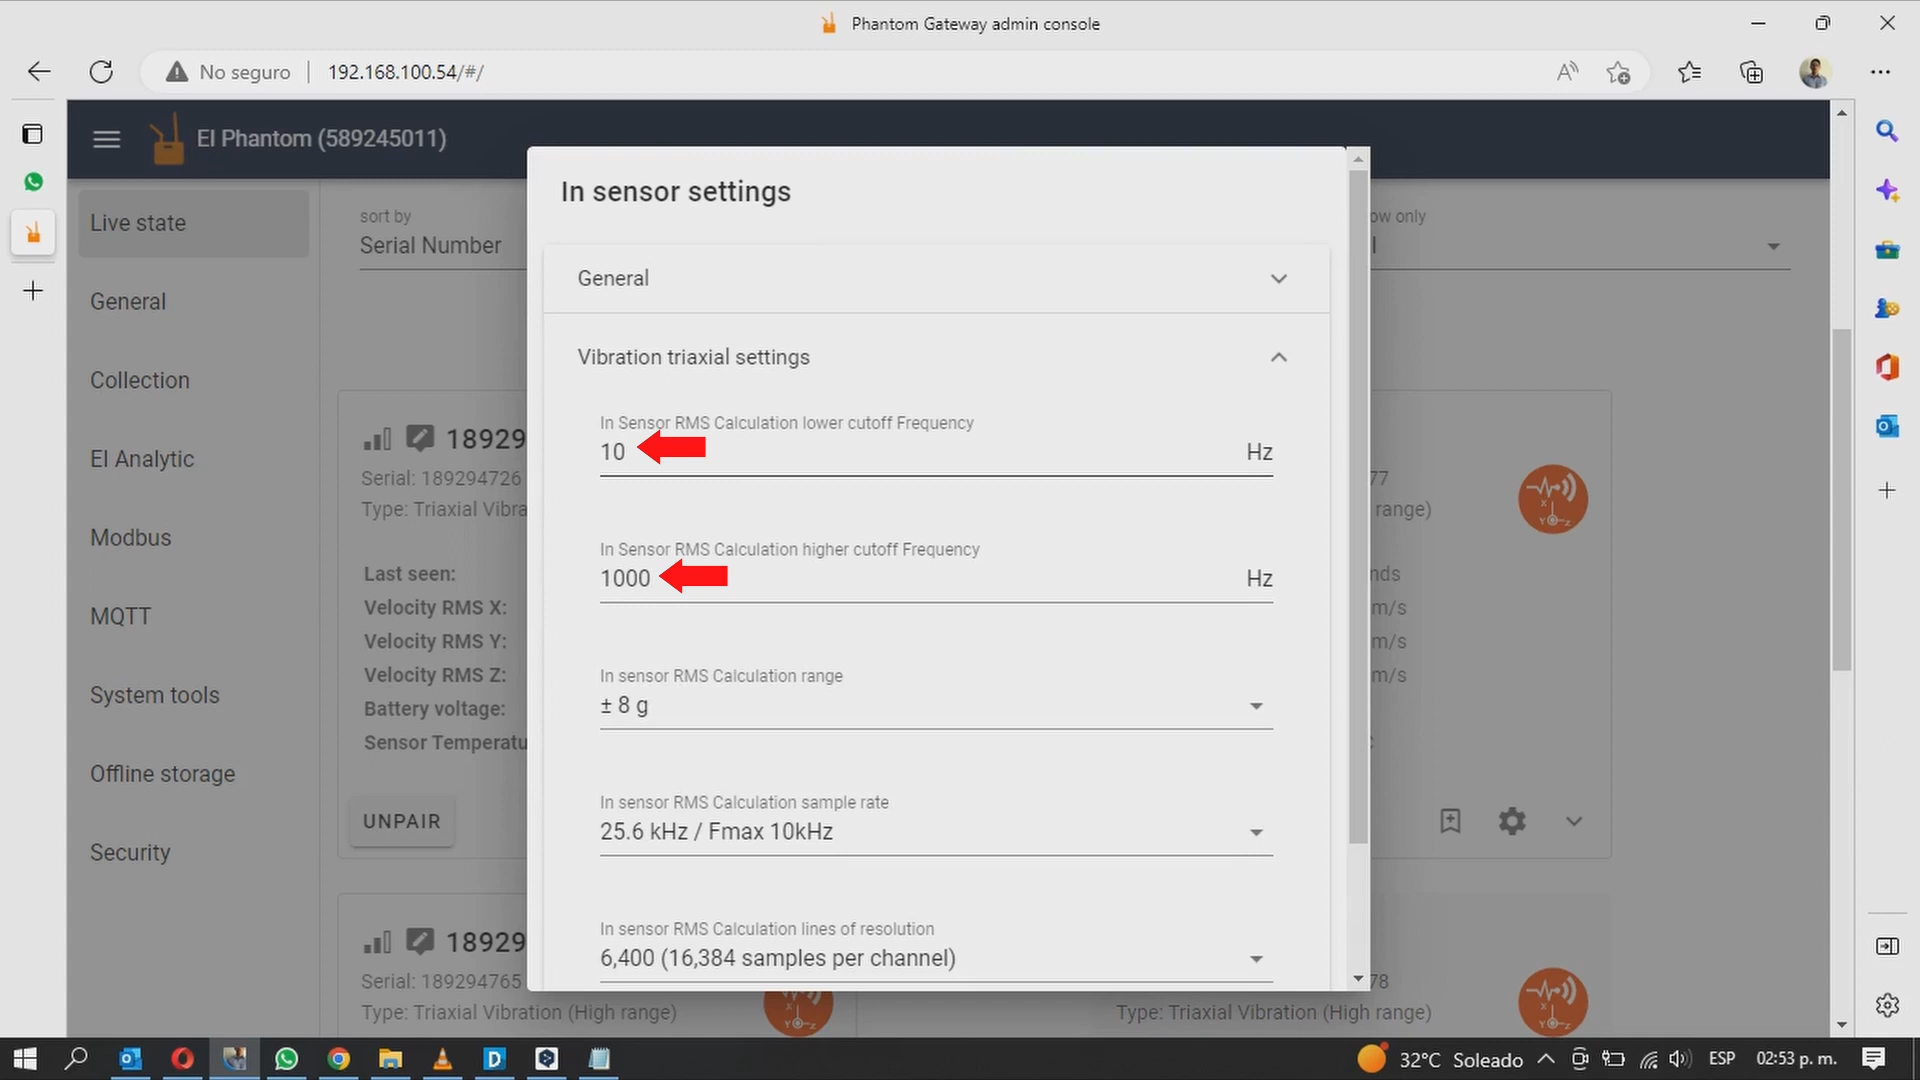 Phantom Gateway admin console
No seguro
192.168.100.54/#/
EI Phantom (589245011)
Live state
General
Collection
EI Analytic
Modbus
MQTT
System tools
Offline storage
Security
sort by
Serial Number
ow only
In sensor settings
General
Vibration triaxial settings
In Sensor RMS Calculation lower cutoff Frequency
10
Hz
In Sensor RMS Calculation higher cutoff Frequency
1000
Hz
In sensor RMS Calculation range
± 8 g
In sensor RMS Calculation sample rate
25.6 kHz / Fmax 10kHz
In sensor RMS Calculation lines of resolution
6,400 (16,384 samples per channel)
18929
Serial: 189294726
Type: Triaxial Vibra
Last seen:
Velocity RMS X:
Velocity RMS Y:
Velocity RMS Z:
Battery voltage:
Sensor Temperatu
UNPAIR
77
range)
nds
m/s
m/s
m/s
18929
Serial: 189294765
Type: Triaxial Vibration (High range)
78
Type: Triaxial Vibration (High range)
32°C Soleado
ESP
02:53 p. m.